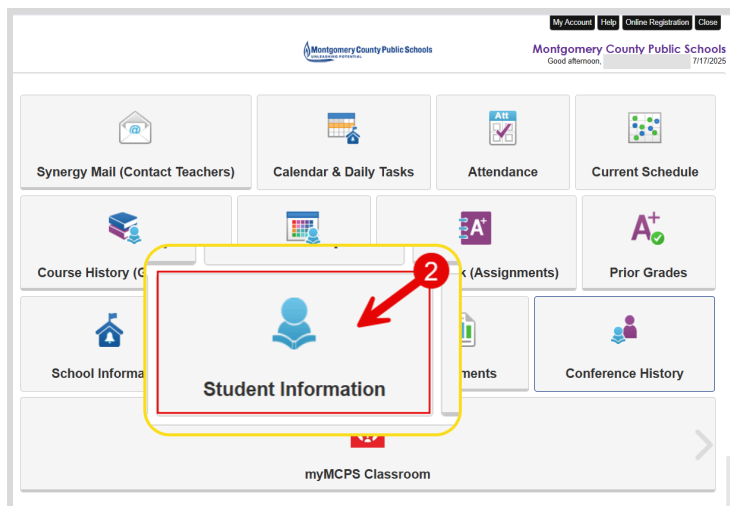 My Account Help Online Registration Close
Montgomery County Public Schools
UNLEASHING POTENTIAL
Montgomery County Public Schools
Good afternoon, 7/17/2025
@
Att
Synergy Mail (Contact Teachers) Calendar & Daily Tasks Attendance Current Schedule
A+ A+
Course History (G (Assignments) Prior Grades
2
School Informa ments Conference History
Student Information
myMCPS Classroom